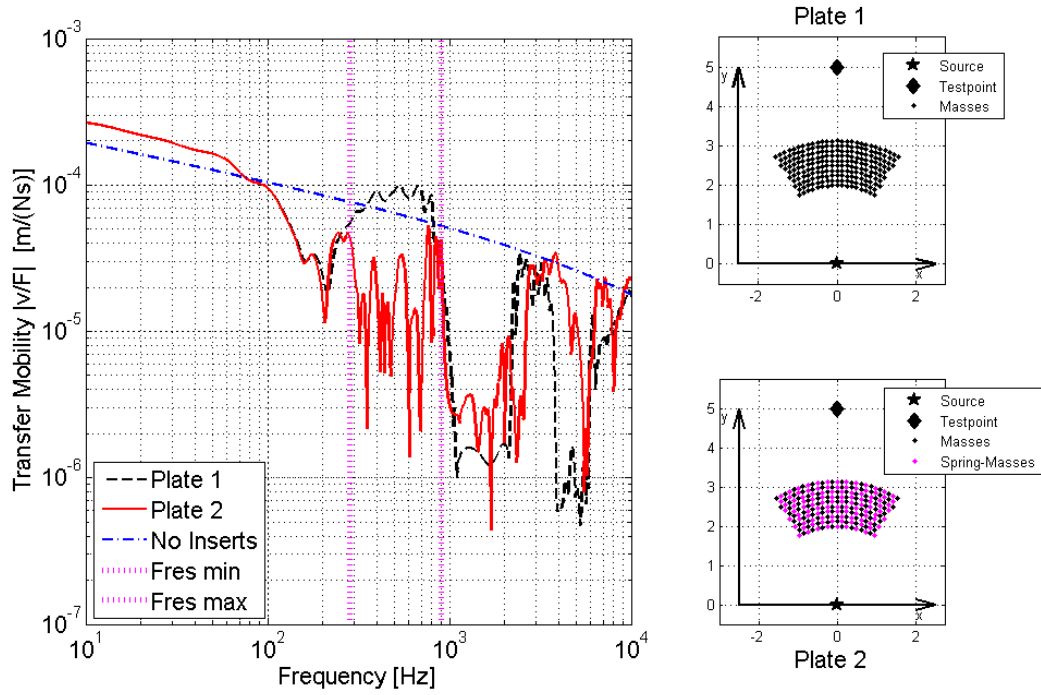 Transfer Mobility |v/F| [m/(Ns)]
10^-3
10^-4
10^-5
10^-6
10^-7
10^1
10^2
10^3
10^4
Frequency [Hz]
Plate 1
Plate 2
No Inserts
Fres min
Fres max
Plate 1
Source
Testpoint
Masses
y
x
5
4
3
2
1
0
-2
0
2
Source
Testpoint
Masses
Spring-Masses
y
x
5
4
3
2
1
0
-2
0
2
Plate 2